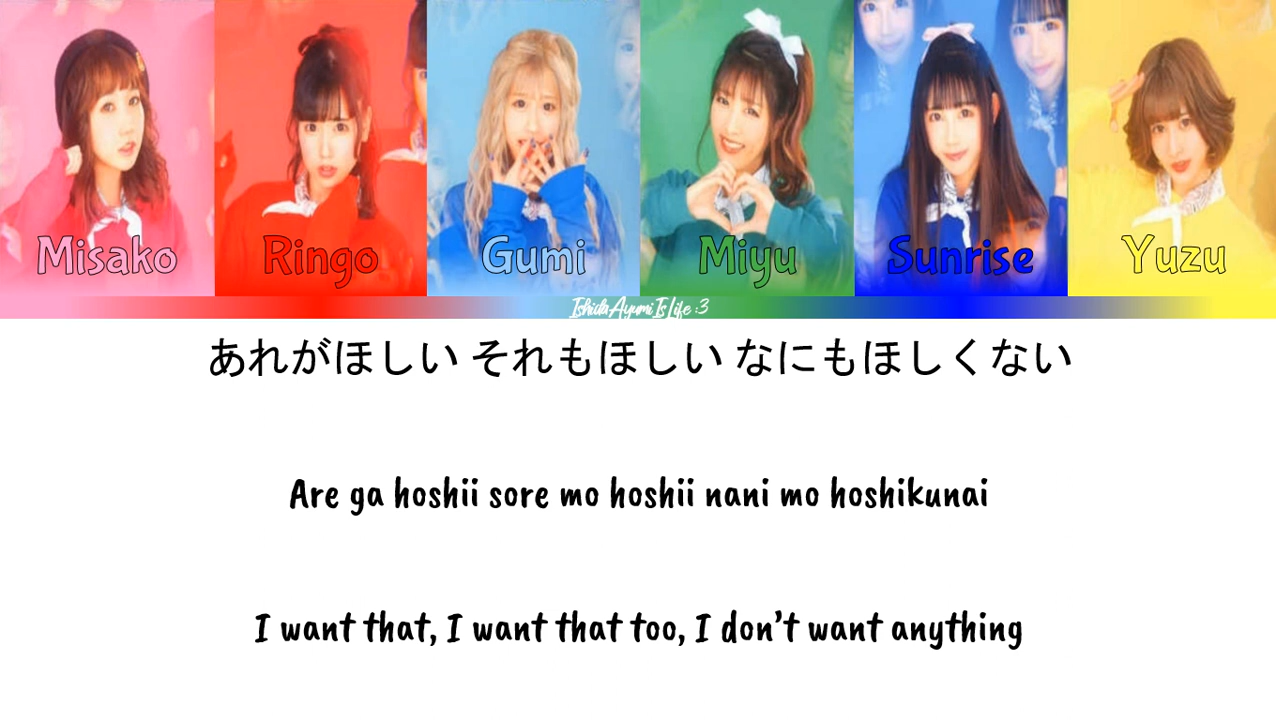 Misako Ringo Gumi Miyu Sunrise Yuzu
IshidaAyumiIsLife :3
あれがほしい それもほしい なにもほしくない
Are ga hoshii sore mo hoshii nani mo hoshikunai
I want that, I want that too, I don't want anything